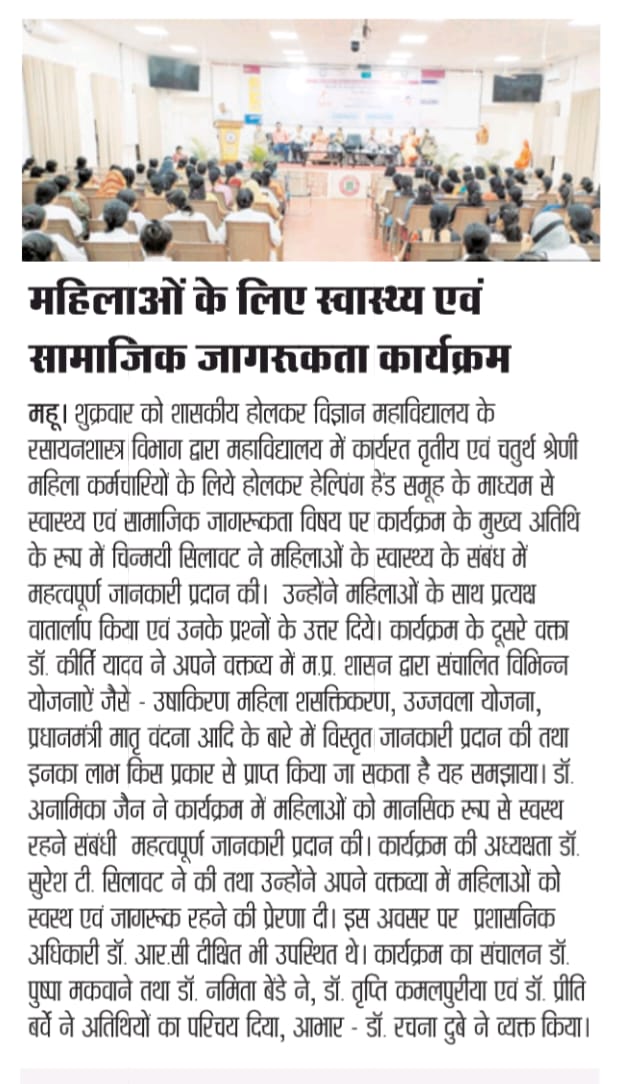 महिलाओं के लिए स्वास्थ्य एवं
सामाजिक जागरूकता कार्यक्रम
महू। शुक्रवार को शासकीय होलकर विज्ञान महाविद्यालय के
रसायनशास्त्र विभाग द्वारा महाविद्यालय में कार्यरत तृतीय एवं चतुर्थ श्रेणी
महिला कर्मचारियों के लिये होलकर हेल्पिंग हेंड समूह के माध्यम से
स्वास्थ्य एवं सामाजिक जागरूकता विषय पर कार्यक्रम के मुख्य अतिथि
के रूप में चिन्मयी सिलावट ने महिलाओं के स्वास्थ्य के संबंध में
महत्वपूर्ण जानकारी प्रदान की। उन्होंने महिलाओं के साथ प्रत्यक्ष
वातार्लाप किया एवं उनके प्रश्नों के उत्तर दिये। कार्यक्रम के दूसरे वक्ता
डॉ. कीर्ति यादव ने अपने वक्तव्य में म.प्र. शासन द्वारा संचालित विभिन्न
योजनाऐं जैसे - उषाकिरण महिला शसक्तिकरण, उज्जवला योजना,
प्रधानमंत्री मातृ वंदना आदि के बारे में विस्तृत जानकारी प्रदान की तथा
इनका लाभ किस प्रकार से प्राप्त किया जा सकता है यह समझाया। डॉ.
अनामिका जैन ने कार्यक्रम में महिलाओं को मानसिक रूप से स्वस्थ
रहने संबंधी महत्वपूर्ण जानकारी प्रदान की। कार्यक्रम की अध्यक्षता डॉ.
सुरेश टी. सिलावट ने की तथा उन्होंने अपने वक्तव्या में महिलाओं को
स्वस्थ एवं जागरूक रहने की प्रेरणा दी। इस अवसर पर प्रशासनिक
अधिकारी डॉ. आर.सी दीक्षित भी उपस्थित थे। कार्यक्रम का संचालन डॉ.
पुष्पा मकवाने तथा डॉ. नमिता बेंडे ने, डॉ. तृप्ति कमलपुरीया एवं डॉ. प्रीति
बर्वे ने अतिथियों का परिचय दिया, आभार - डॉ. रचना दुबे ने व्यक्त किया।